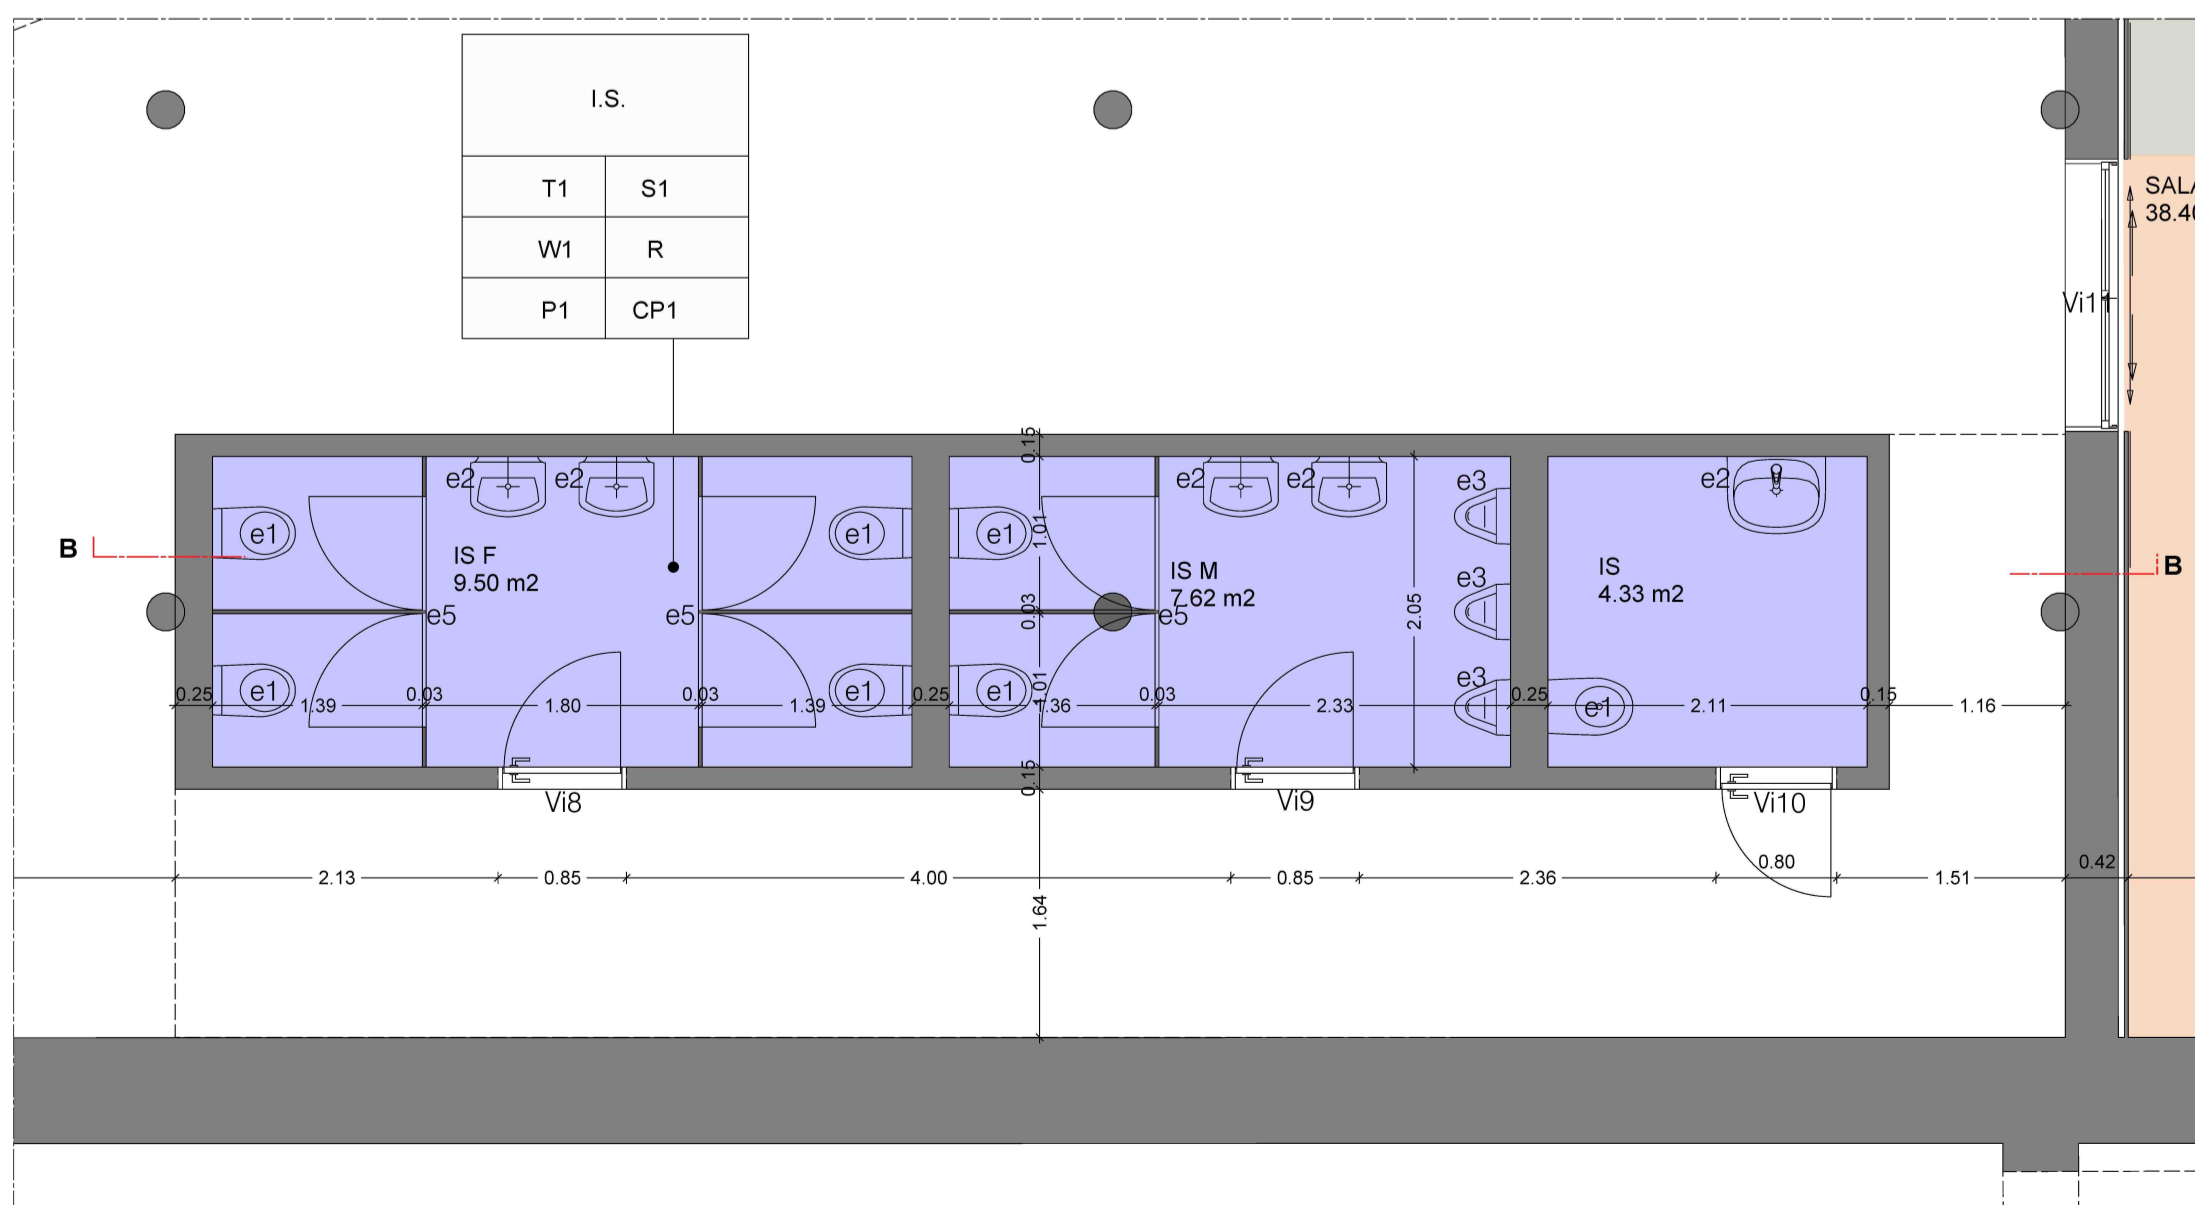 I.S.
T1 S1
W1 R
P1 CP1
SALA
38.40
Vi11
0.15
e2 e2 e2 e2 e3 e2
e1 e1 e1 1.01
B IS F
9.50 m2
IS M
7.62 m2
IS
4.33 m2
B
e3
e5 e5 0.03 e5 2.05
e1 e1 e1 1.01 e3 e1
0.25 1.39 0.03 1.80 0.03 1.39 0.25 1.36 0.03 2.33 0.25 2.11 0.15 1.16
0.15
Vi8 Vi9 Vi10
2.13 0.85 4.00 0.85 2.36 0.80 1.51 0.42
1.64